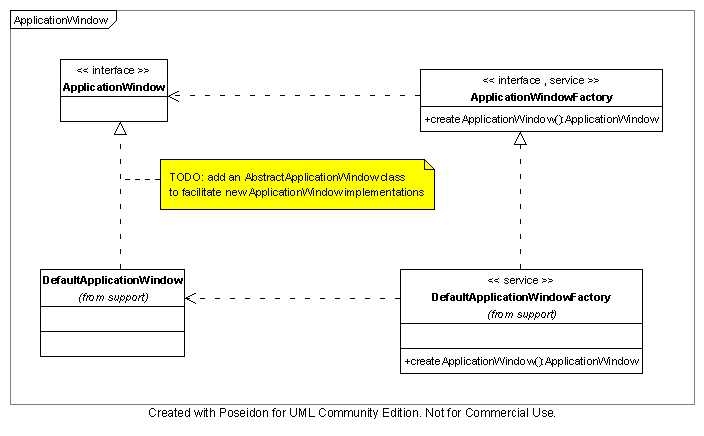 ApplicationWindow
<< interface >>
ApplicationWindow
<< interface , service >>
ApplicationWindowFactory
+createApplicationWindow():ApplicationWindow
TODO: add an AbstractApplicationWindow class
to facilitate new ApplicationWindow implementations
DefaultApplicationWindow
(from support)
<< service >>
DefaultApplicationWindowFactory
(from support)
+createApplicationWindow():ApplicationWindow
Created with Poseidon for UML Community Edition. Not for Commercial Use.